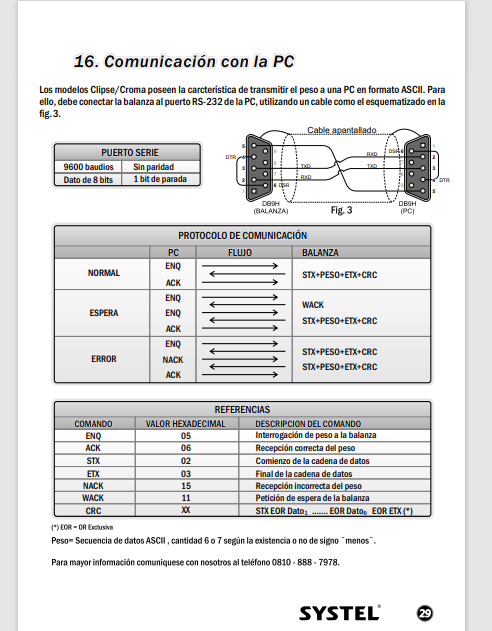 16. Comunicación con la PC
Los modelos Clipse/Croma poseen la carcterística de transmitir el peso a una PC en formato ASCII. Para
ello, debe conectar la balanza al puerto RS-232 de la PC, utilizando un cable como el esquematizado en la
fig. 3.
PUERTO SERIE
9600 baudios Sin paridad
Dato de 8 bits 1 bit de parada
Cable apantallado
5
9
4
8
3
7
2
6
1
DTR
TXD
RXD
DSR
DB9H
(BALANZA)
Fig. 3
RXD
TXD
DSR
1
6
2
7
3
8
4
9
5
DTR
DB9H
(PC)
PROTOCOLO DE COMUNICACIÓN
PC FLUJO BALANZA
NORMAL
ENQ
STX+PESO+ETX+CRC
ACK
ESPERA
ENQ
WACK
ENQ
STX+PESO+ETX+CRC
ACK
ERROR
ENQ
STX+PESO+ETX+CRC
NACK
STX+PESO+ETX+CRC
ACK
REFERENCIAS
COMANDO VALOR HEXADECIMAL DESCRIPCION DEL COMANDO
ENQ 05 Interrogación de peso a la balanza
ACK 06 Recepción correcta del peso
STX 02 Comienzo de la cadena de datos
ETX 03 Final de la cadena de datos
NACK 15 Recepción incorrecta del peso
WACK 11 Petición de espera de la balanza
CRC XX STX EOR Dato1 ....... EOR Daton EOR ETX (*)
(*) EOR = OR Exclusiva
Peso= Secuencia de datos ASCII , cantidad 6 o 7 según la existencia o no de signo ¨menos¨.
Para mayor información comuniquese con nosotros al teléfono 0810 - 888 - 7978.
SYSTEL® 29